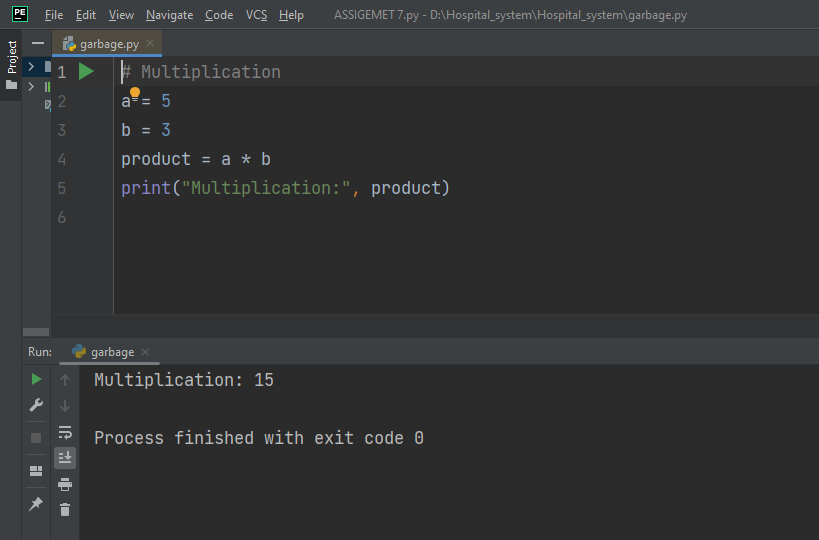 PE File Edit View Navigate Code VCS Help ASSIGEMET 7.py - D:\Hospital_system\Hospital_system\garbage.py
Project
garbage.py
1 # Multiplication
2 a = 5
3 b = 3
4 product = a * b
5 print("Multiplication:", product)
6
Run: garbage
Multiplication: 15
Process finished with exit code 0